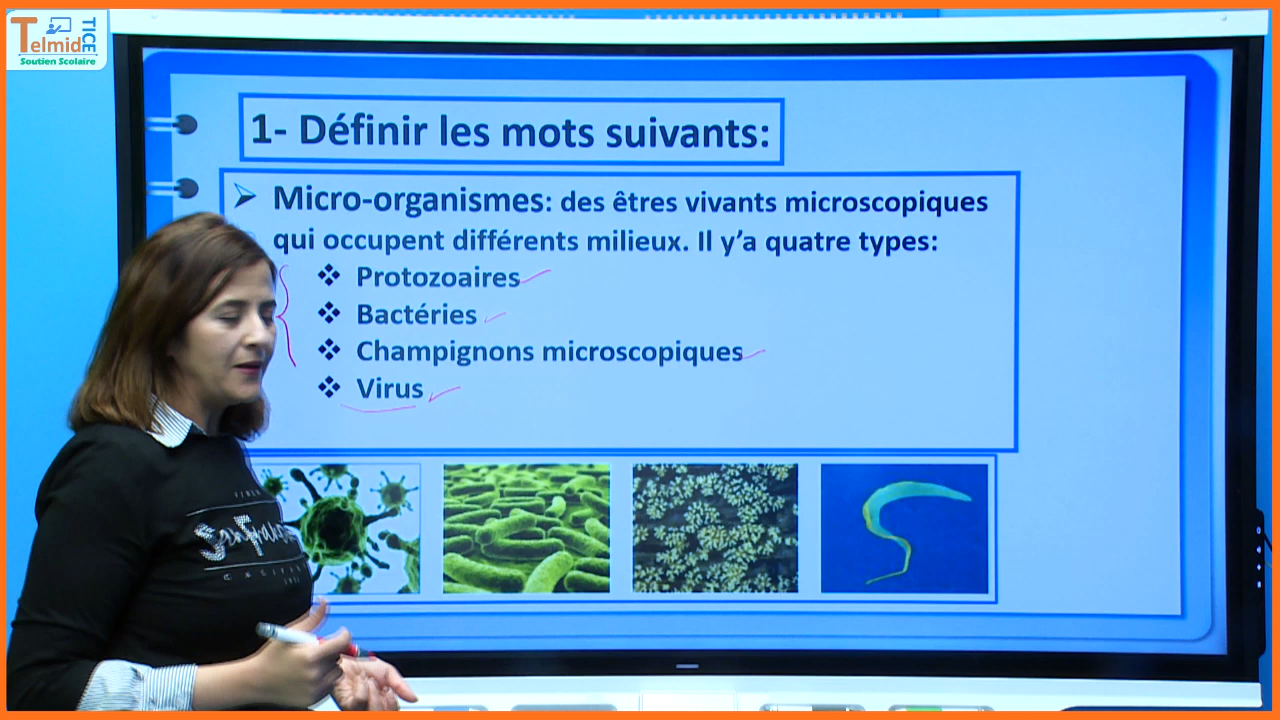 Telmid TICE
Soutien Scolaire
1- Définir les mots suivants:
Micro-organismes: des êtres vivants microscopiques
qui occupent différents milieux. Il y'a quatre types:
Protozoaires
Bactéries
Champignons microscopiques
Virus